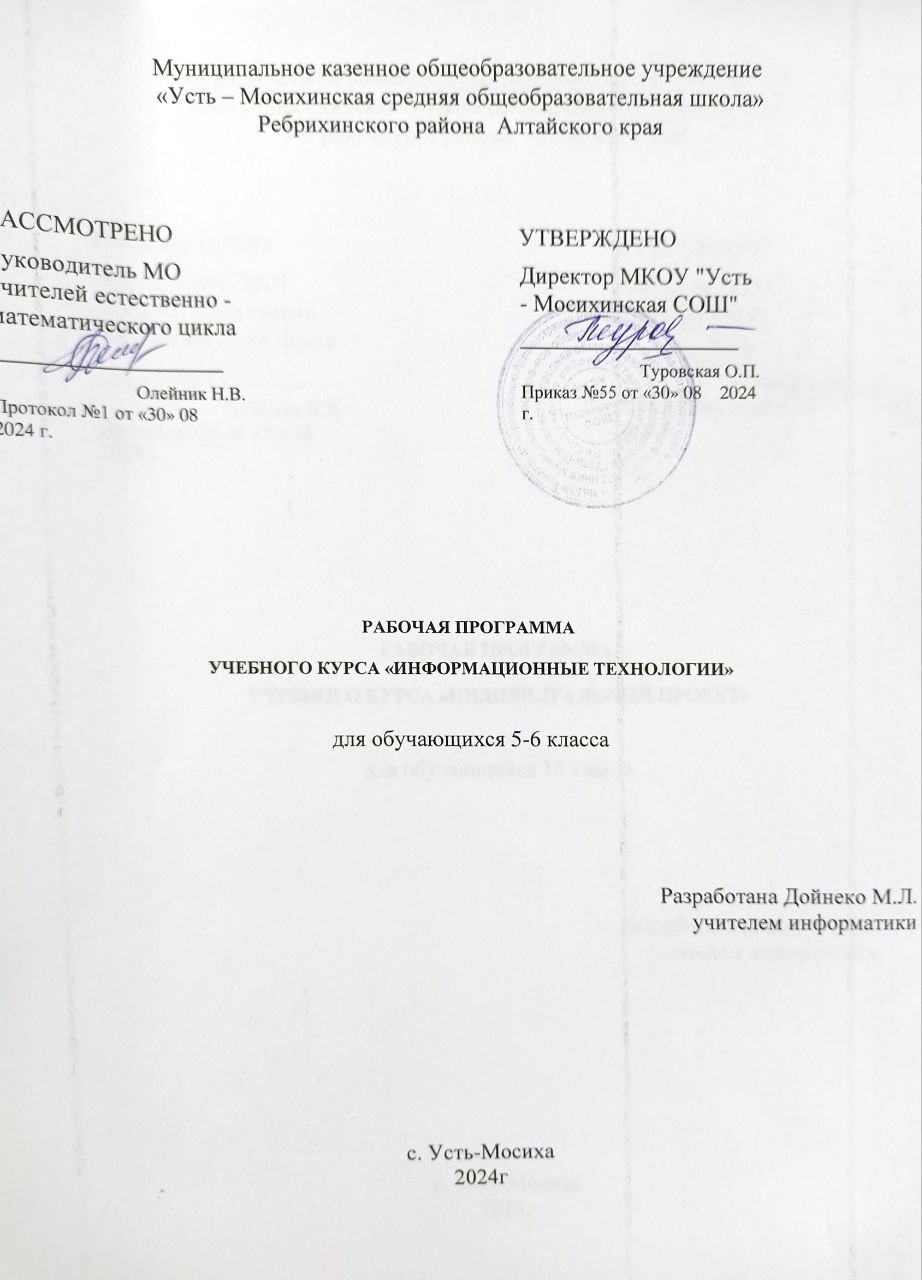 Муниципальное казенное общеобразовательное учреждение
«Усть – Мосихинская средняя общеобразовательная школа»
Ребрихинского района Алтайского края
АССМОТРЕНО
уководитель МО
чителей естественно -
математического цикла
Олейник Н.В.
Протокол №1 от «30» 08
2024 г.
УТВЕРЖДЕНО
Директор МКОУ "Усть
- Мосихинская СОШ"
Туровская О.П.
Приказ №55 от «30» 08 2024
г.
РАБОЧАЯ ПРОГРАММА
УЧЕБНОГО КУРСА «ИНФОРМАЦИОННЫЕ ТЕХНОЛОГИИ»
для обучающихся 5-6 класса
Разработана Дойнеко М.Л.
учителем информатики
с. Усть-Мосиха
2024г